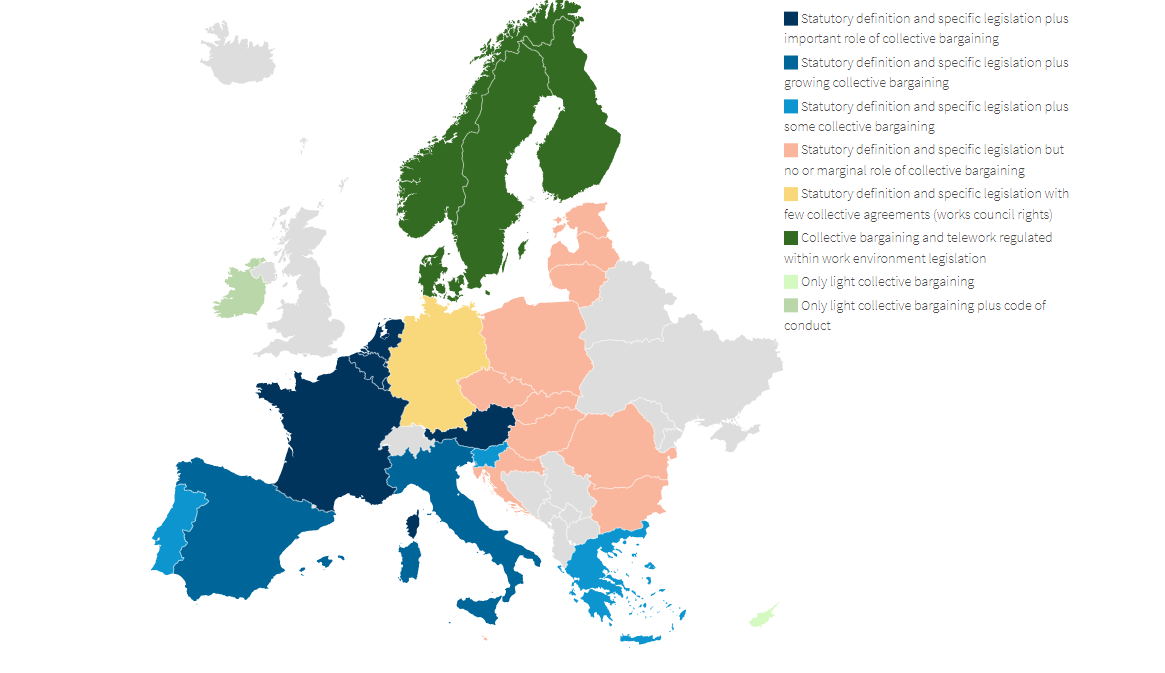 Statutory definition and specific legislation plus
important role of collective bargaining
Statutory definition and specific legislation plus
growing collective bargaining
Statutory definition and specific legislation plus
some collective bargaining
Statutory definition and specific legislation but
no or marginal role of collective bargaining
Statutory definition and specific legislation with
few collective agreements (works council rights)
Collective bargaining and telework regulated
within work environment legislation
Only light collective bargaining
Only light collective bargaining plus code of
conduct